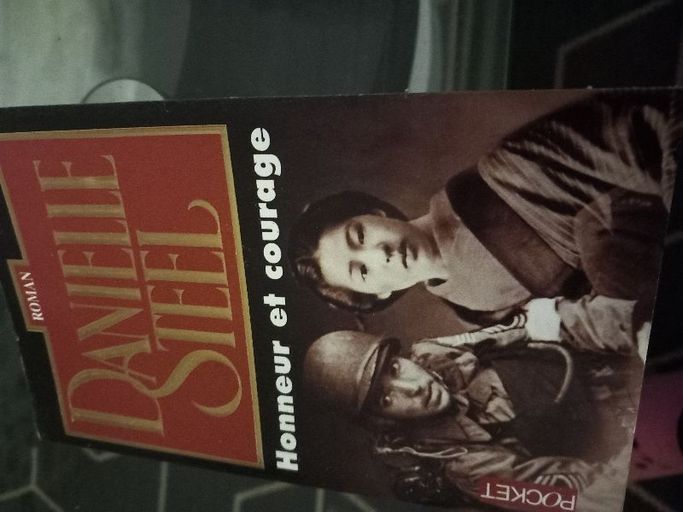 ROMAN
DANIELLE
STEEL
Honneur et courage
POCKET